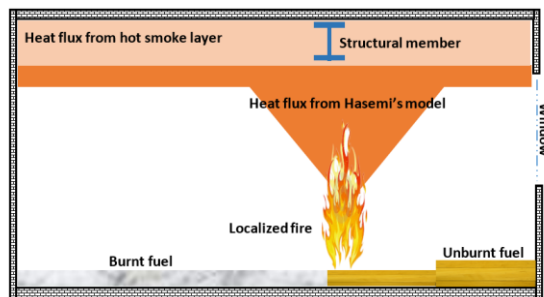 Heat flux from hot smoke layer
Structural member
Heat flux from Hasemi's model
Window
Localized fire
Burnt fuel
Unburnt fuel